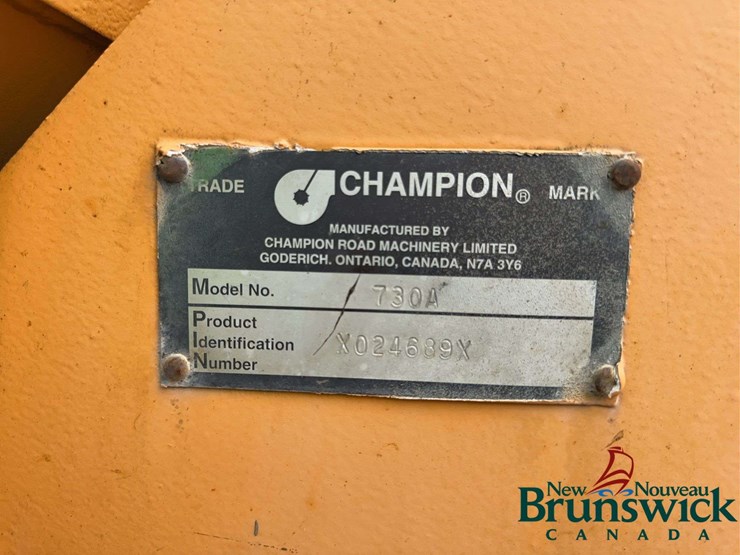 TRADE CHAMPION® MARK
MANUFACTURED BY
CHAMPION ROAD MACHINERY LIMITED
GODERICH. ONTARIO, CANADA, N7A 3Y6
Model No. 730A
Product
Identification X024689X
Number
New Nouveau
Brunswick
CANADA